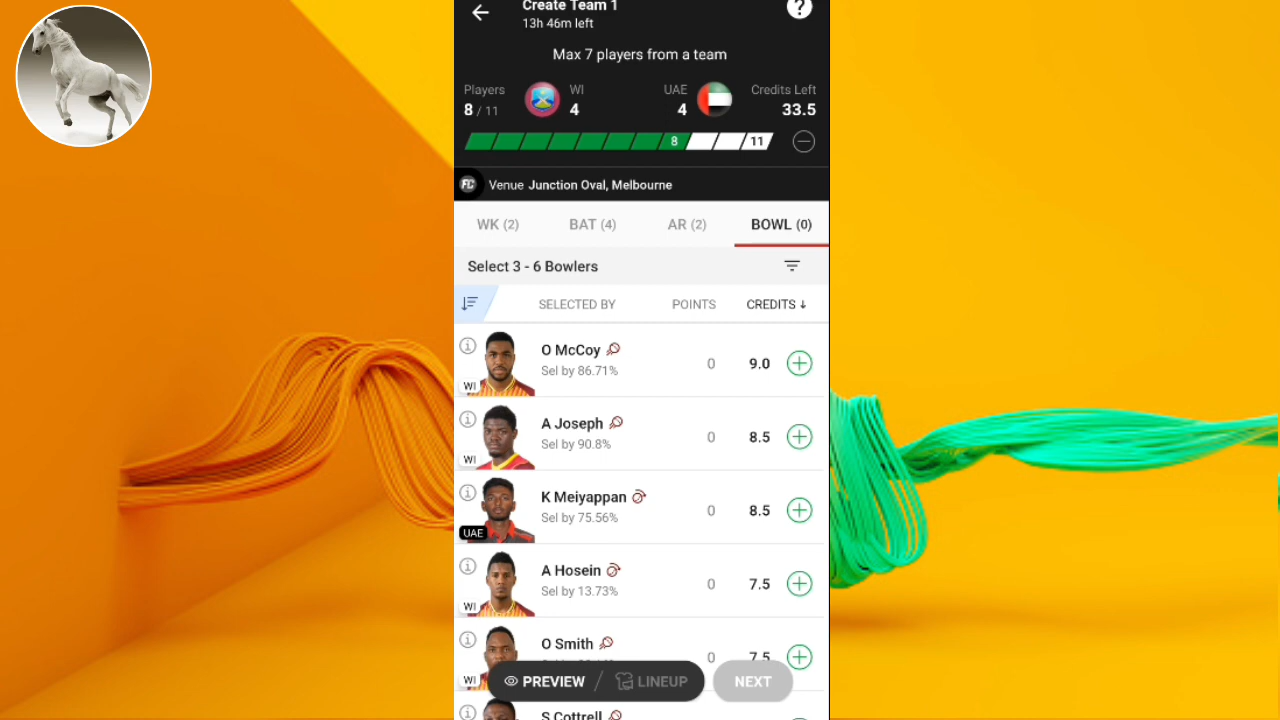 Create Team 1
13h 46m left
?
Max 7 players from a team
Players WI UAE Credits Left
8 / 11 4 4 33.5
8 11
FC Venue Junction Oval, Melbourne
WK (2) BAT (4) AR (2) BOWL (0)
Select 3 - 6 Bowlers
SELECTED BY POINTS CREDITS ↓
O McCoy
Sel by 86.71%
0 9.0
WI
A Joseph
Sel by 90.8%
0 8.5
WI
K Meiyappan
Sel by 75.56%
0 8.5
UAE
A Hosein
Sel by 13.73%
0 7.5
WI
O Smith
0 7.5
WI
PREVIEW / LINEUP NEXT
S Cottrell